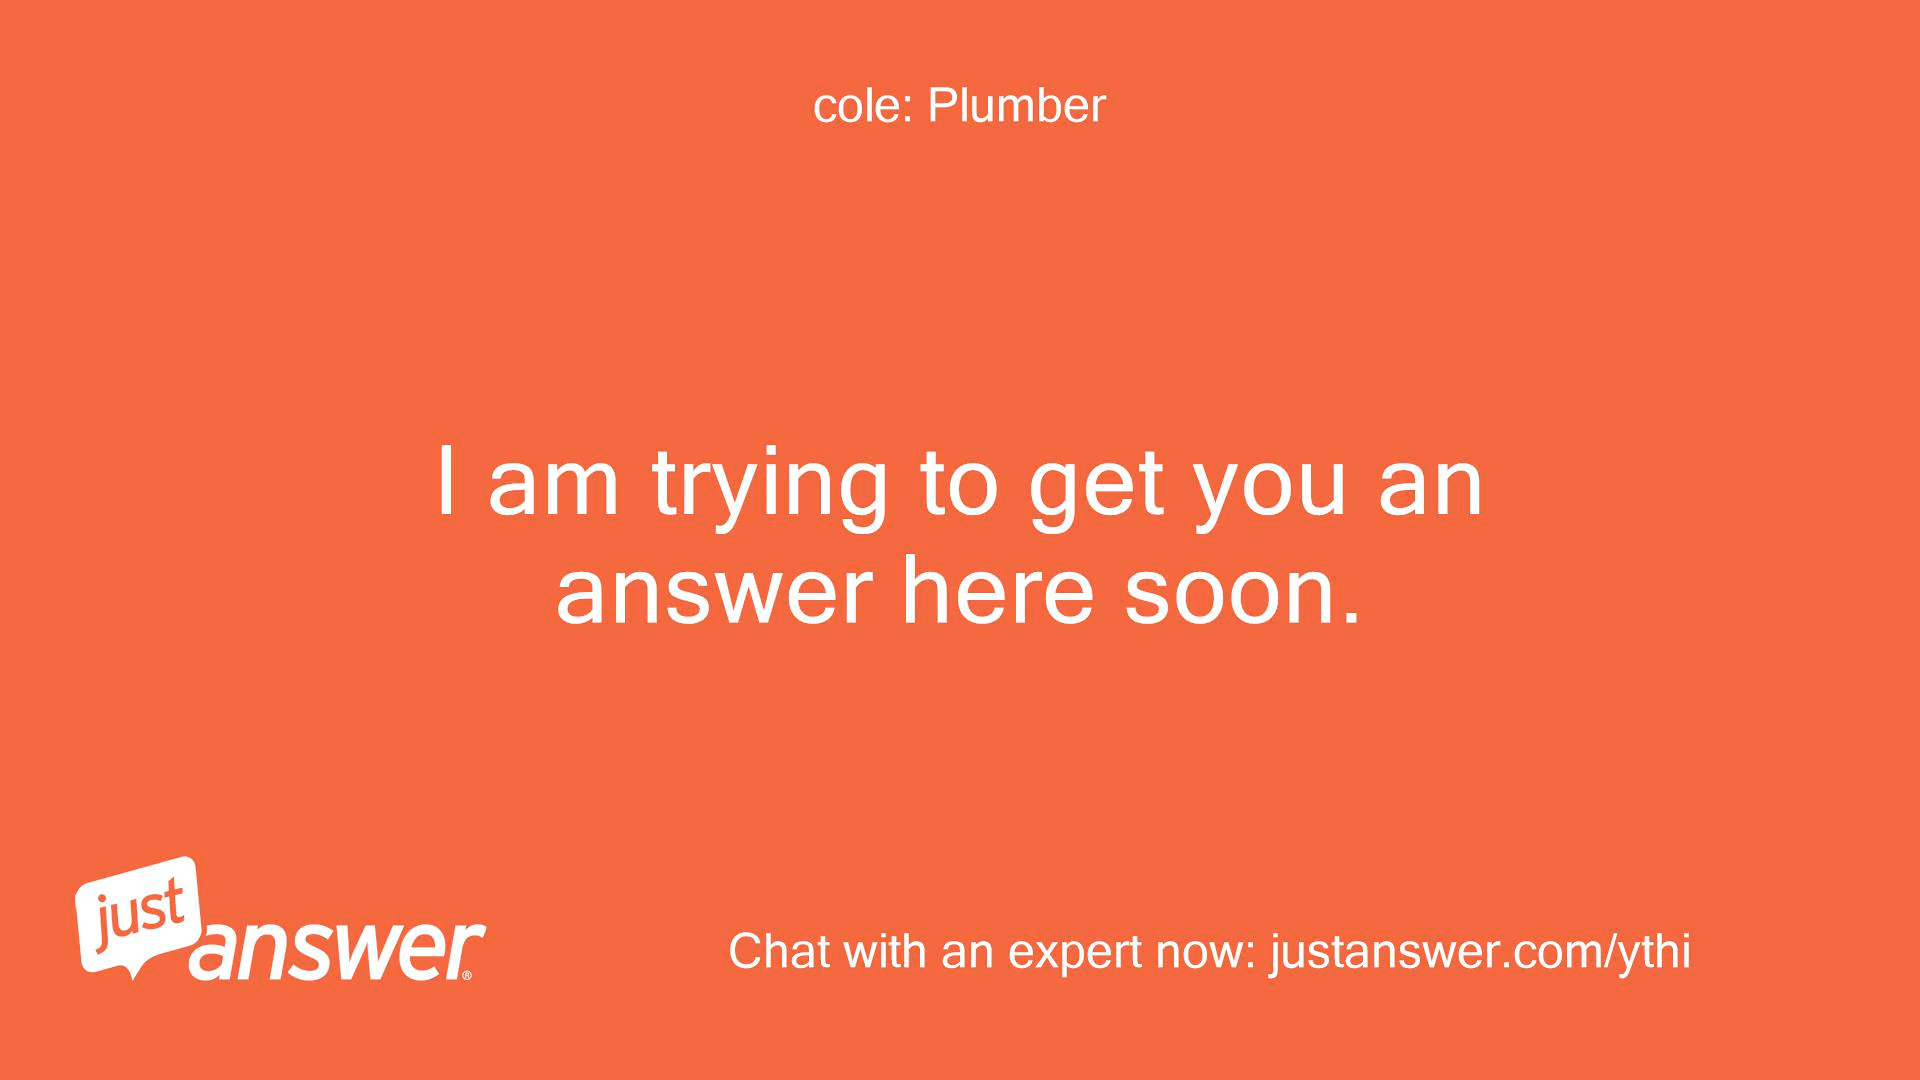 cole: Plumber
I am trying to get you an
answer here soon.
just
answer®
Chat with an expert now: justanswer.com/ythi